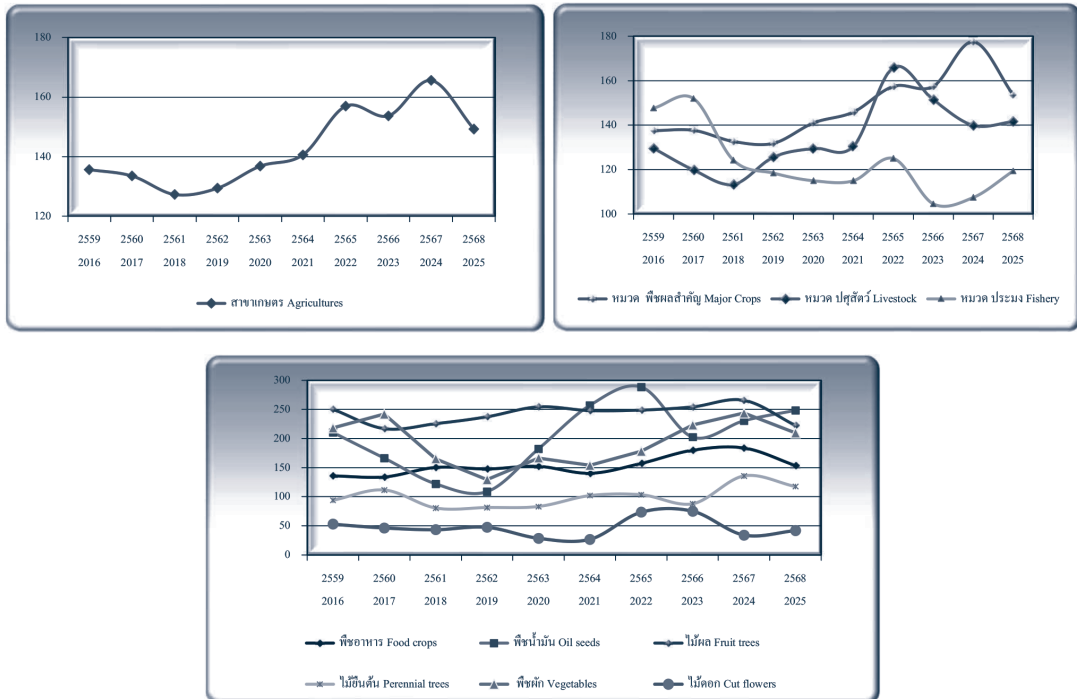 180
160
140
120
2559 2560 2561 2562 2563 2564 2565 2566 2567 2568
2016 2017 2018 2019 2020 2021 2022 2023 2024 2025
สาขาเกษตร Agricultures
180
160
140
120
100
2559 2560 2561 2562 2563 2564 2565 2566 2567 2568
2016 2017 2018 2019 2020 2021 2022 2023 2024 2025
หมวด พืชผลสำคัญ Major Crops หมวด ปศุสัตว์ Livestock หมวด ประมง Fishery
300
250
200
150
100
50
0
2559 2560 2561 2562 2563 2564 2565 2566 2567 2568
2016 2017 2018 2019 2020 2021 2022 2023 2024 2025
พืชอาหาร Food crops พืชน้ำมัน Oil seeds ไม้ผล Fruit trees
ไม้ยืนต้น Perennial trees พืชผัก Vegetables ไม้ดอก Cut flowers